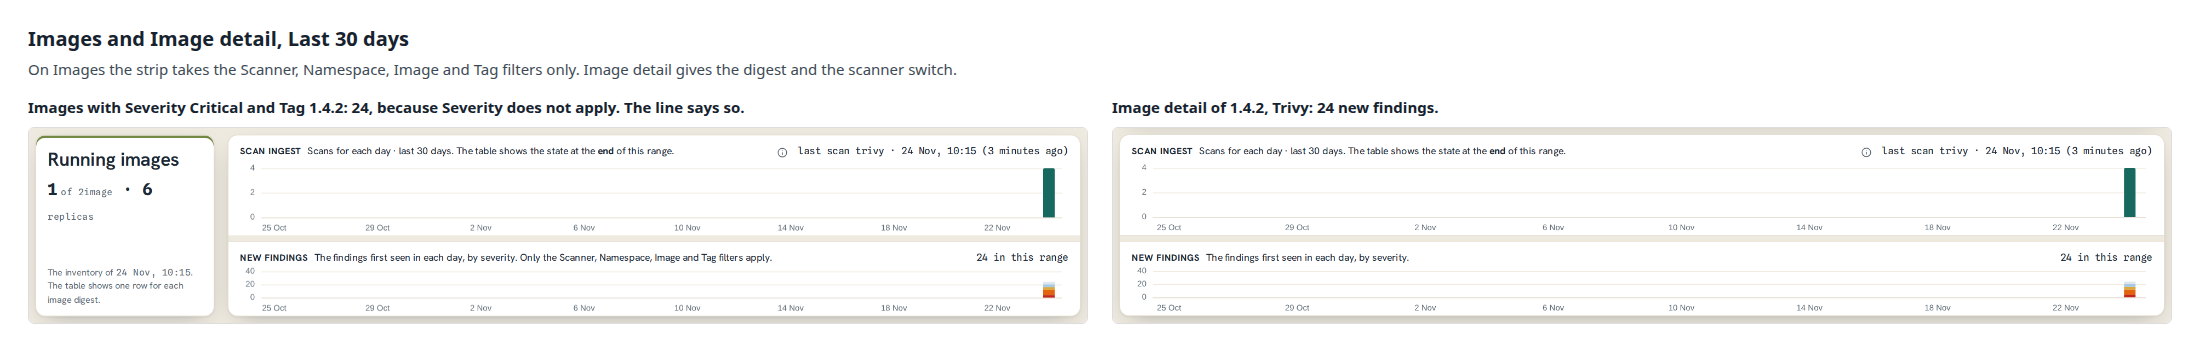 Images and Image detail, Last 30 days
On Images the strip takes the Scanner, Namespace, Image and Tag filters only. Image detail gives the digest and the scanner switch.
Images with Severity Critical and Tag 1.4.2: 24, because Severity does not apply. The line says so.
Running images
1 of 2image • 6
replicas
The inventory of 24 Nov, 10:15.
The table shows one row for each
image digest.
SCAN INGEST Scans for each day · last 30 days. The table shows the state at the end of this range.
last scan trivy · 24 Nov, 10:15 (3 minutes ago)
4
2
0
25 Oct 29 Oct 2 Nov 6 Nov 10 Nov 14 Nov 18 Nov 22 Nov
NEW FINDINGS The findings first seen in each day, by severity. Only the Scanner, Namespace, Image and Tag filters apply.
24 in this range
40
20
0
25 Oct 29 Oct 2 Nov 6 Nov 10 Nov 14 Nov 18 Nov 22 Nov
Image detail of 1.4.2, Trivy: 24 new findings.
SCAN INGEST Scans for each day · last 30 days. The table shows the state at the end of this range.
last scan trivy · 24 Nov, 10:15 (3 minutes ago)
4
2
0
25 Oct 29 Oct 2 Nov 6 Nov 10 Nov 14 Nov 18 Nov 22 Nov
NEW FINDINGS The findings first seen in each day, by severity.
24 in this range
40
20
0
25 Oct 29 Oct 2 Nov 6 Nov 10 Nov 14 Nov 18 Nov 22 Nov